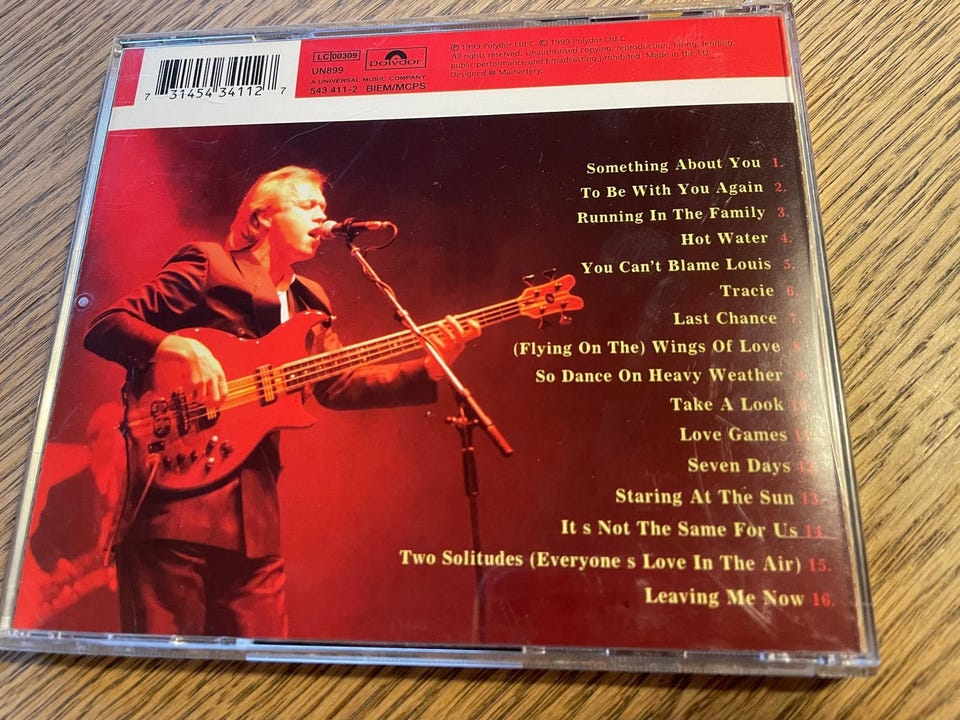 LC 00309
polydor
UN899
A UNIVERSAL MUSIC COMPANY
543 411-2 BIEM/MCPS
7 31454 34112 7
℗ 1999 Polydor Ltd.C © 1999 Polydor Ltd.C
All rights reserved. Unauthorised copying, reproduction, hiring, lending,
public performance and broadcasting prohibited. Made in the E.U.
Designed @ Mainartery.
Something About You 1.
To Be With You Again 2.
Running In The Family 3.
Hot Water 4.
You Can't Blame Louis 5.
Tracie 6.
Last Chance 7.
(Flying On The) Wings Of Love 8
So Dance On Heavy Weather
Take A Look
Love Games
Seven Days
Staring At The Sun 13.
It s Not The Same For Us 14.
Two Solitudes (Everyone s Love In The Air) 15.
Leaving Me Now 16.